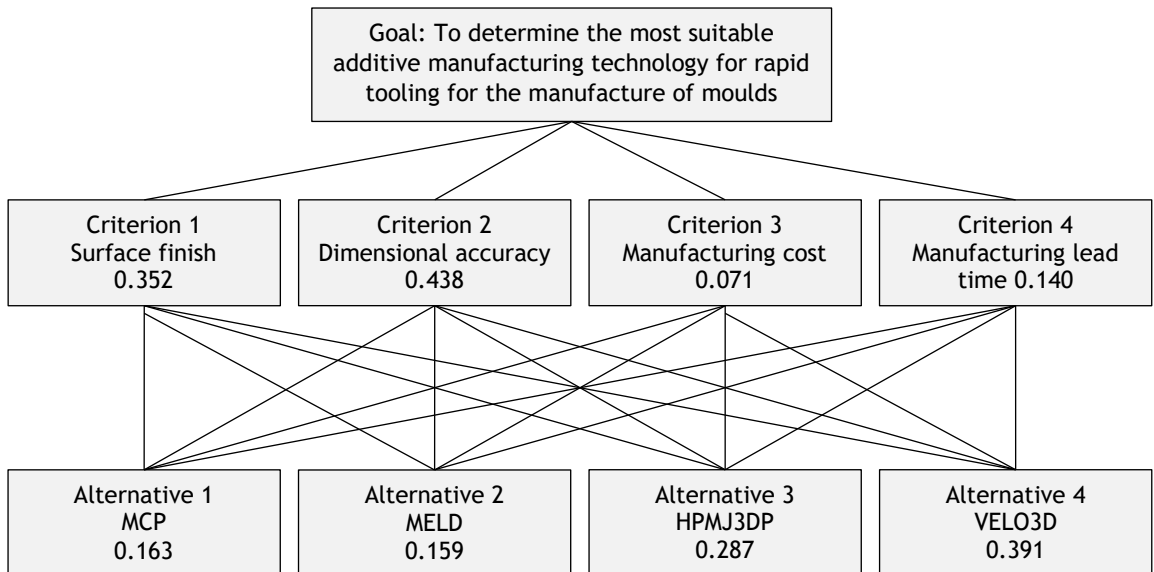 Goal: To determine the most suitable
additive manufacturing technology for rapid
tooling for the manufacture of moulds
Criterion 1
Surface finish
0.352
Criterion 2
Dimensional accuracy
0.438
Criterion 3
Manufacturing cost
0.071
Criterion 4
Manufacturing lead
time 0.140
Alternative 1
MCP
0.163
Alternative 2
MELD
0.159
Alternative 3
HPMJ3DP
0.287
Alternative 4
VELO3D
0.391